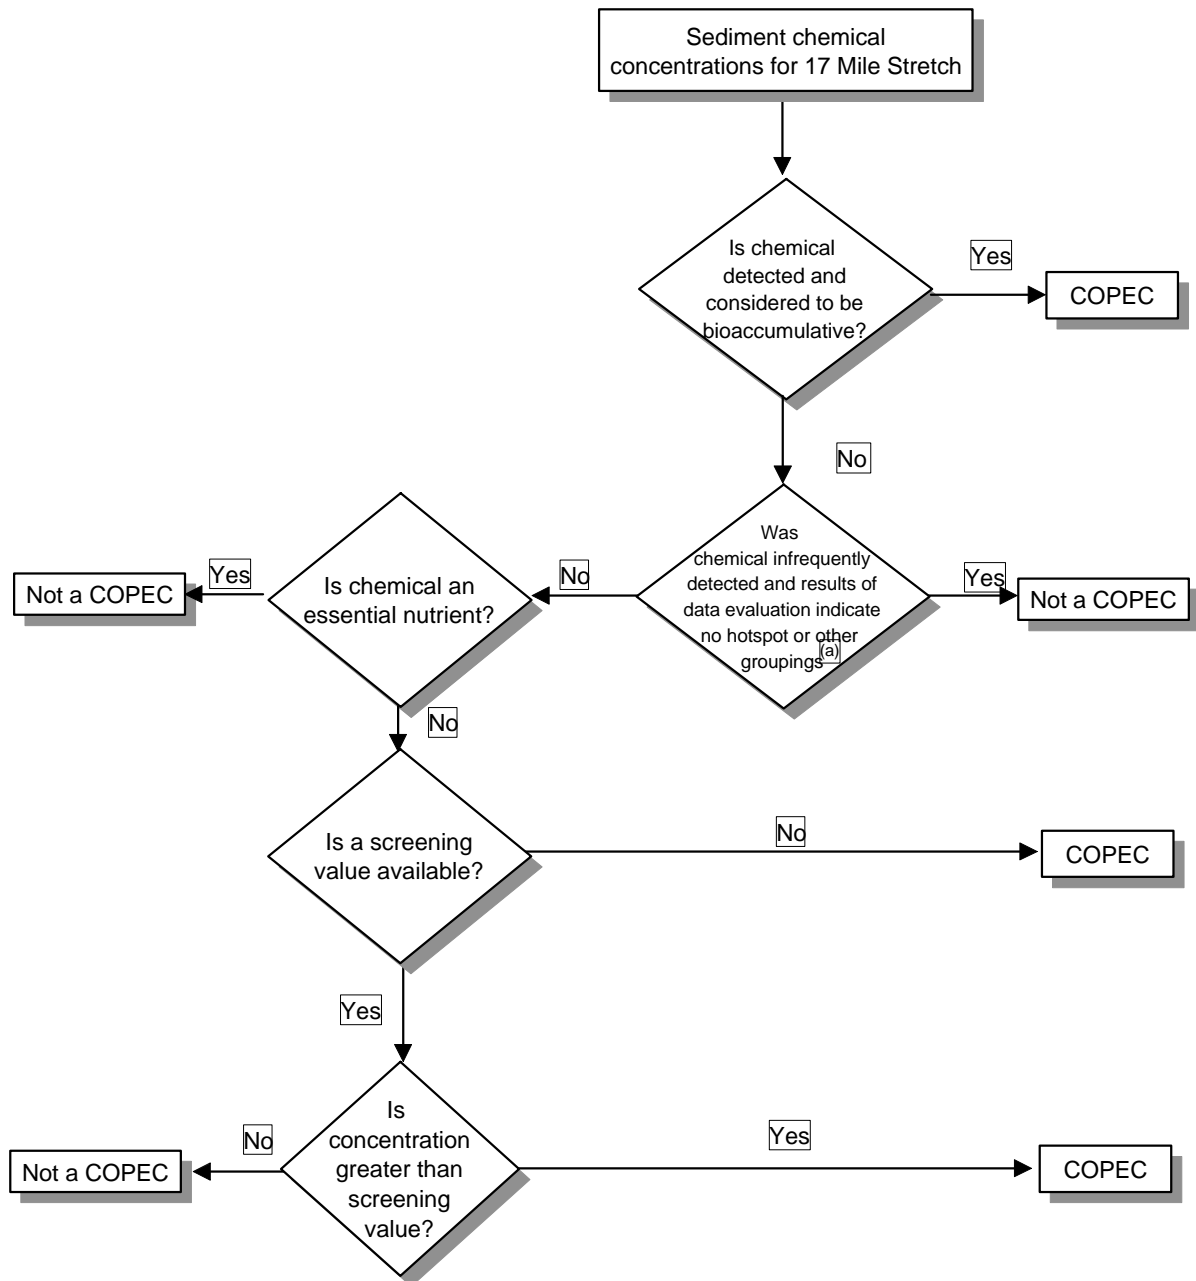 Sediment chemical
concentrations for 17 Mile Stretch
Is chemical
detected and
considered to be
bioaccumulative?
Yes
COPEC
No
Was
chemical infrequently
detected and results of
data evaluation indicate
no hotspot or other
groupings(a)
Yes
Not a COPEC
No
Is chemical an
essential nutrient?
Yes
Not a COPEC
No
Is a screening
value available?
No
COPEC
Yes
Is
concentration
greater than
screening
value?
No
Not a COPEC
Yes
COPEC